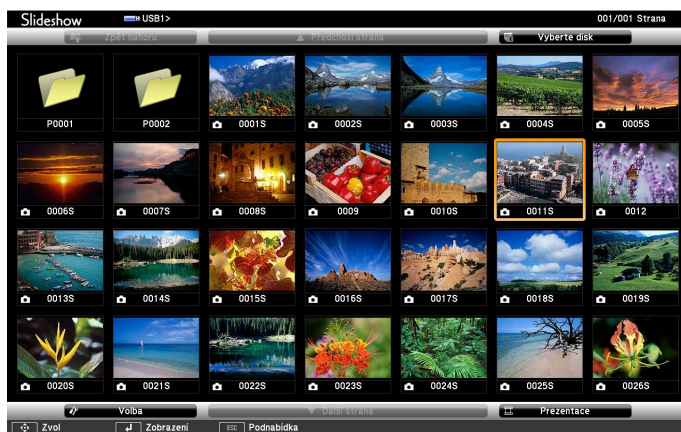 Slideshow USB1> 001/001 Strana
Zpět nahoru Předchozí strana Vyberte disk
P0001 P0002 0001S 0002S 0003S 0004S 0005S
0006S 0007S 0008S 0009 0010S 0011S 0012
0013S 0014S 0015S 0016S 0017S 0018S 0019S
0020S 0021S 0022S 0023S 0024S 0025S 0026S
Volba Další strana Prezentace
Zvol Zobrazení ESC Podnabídka